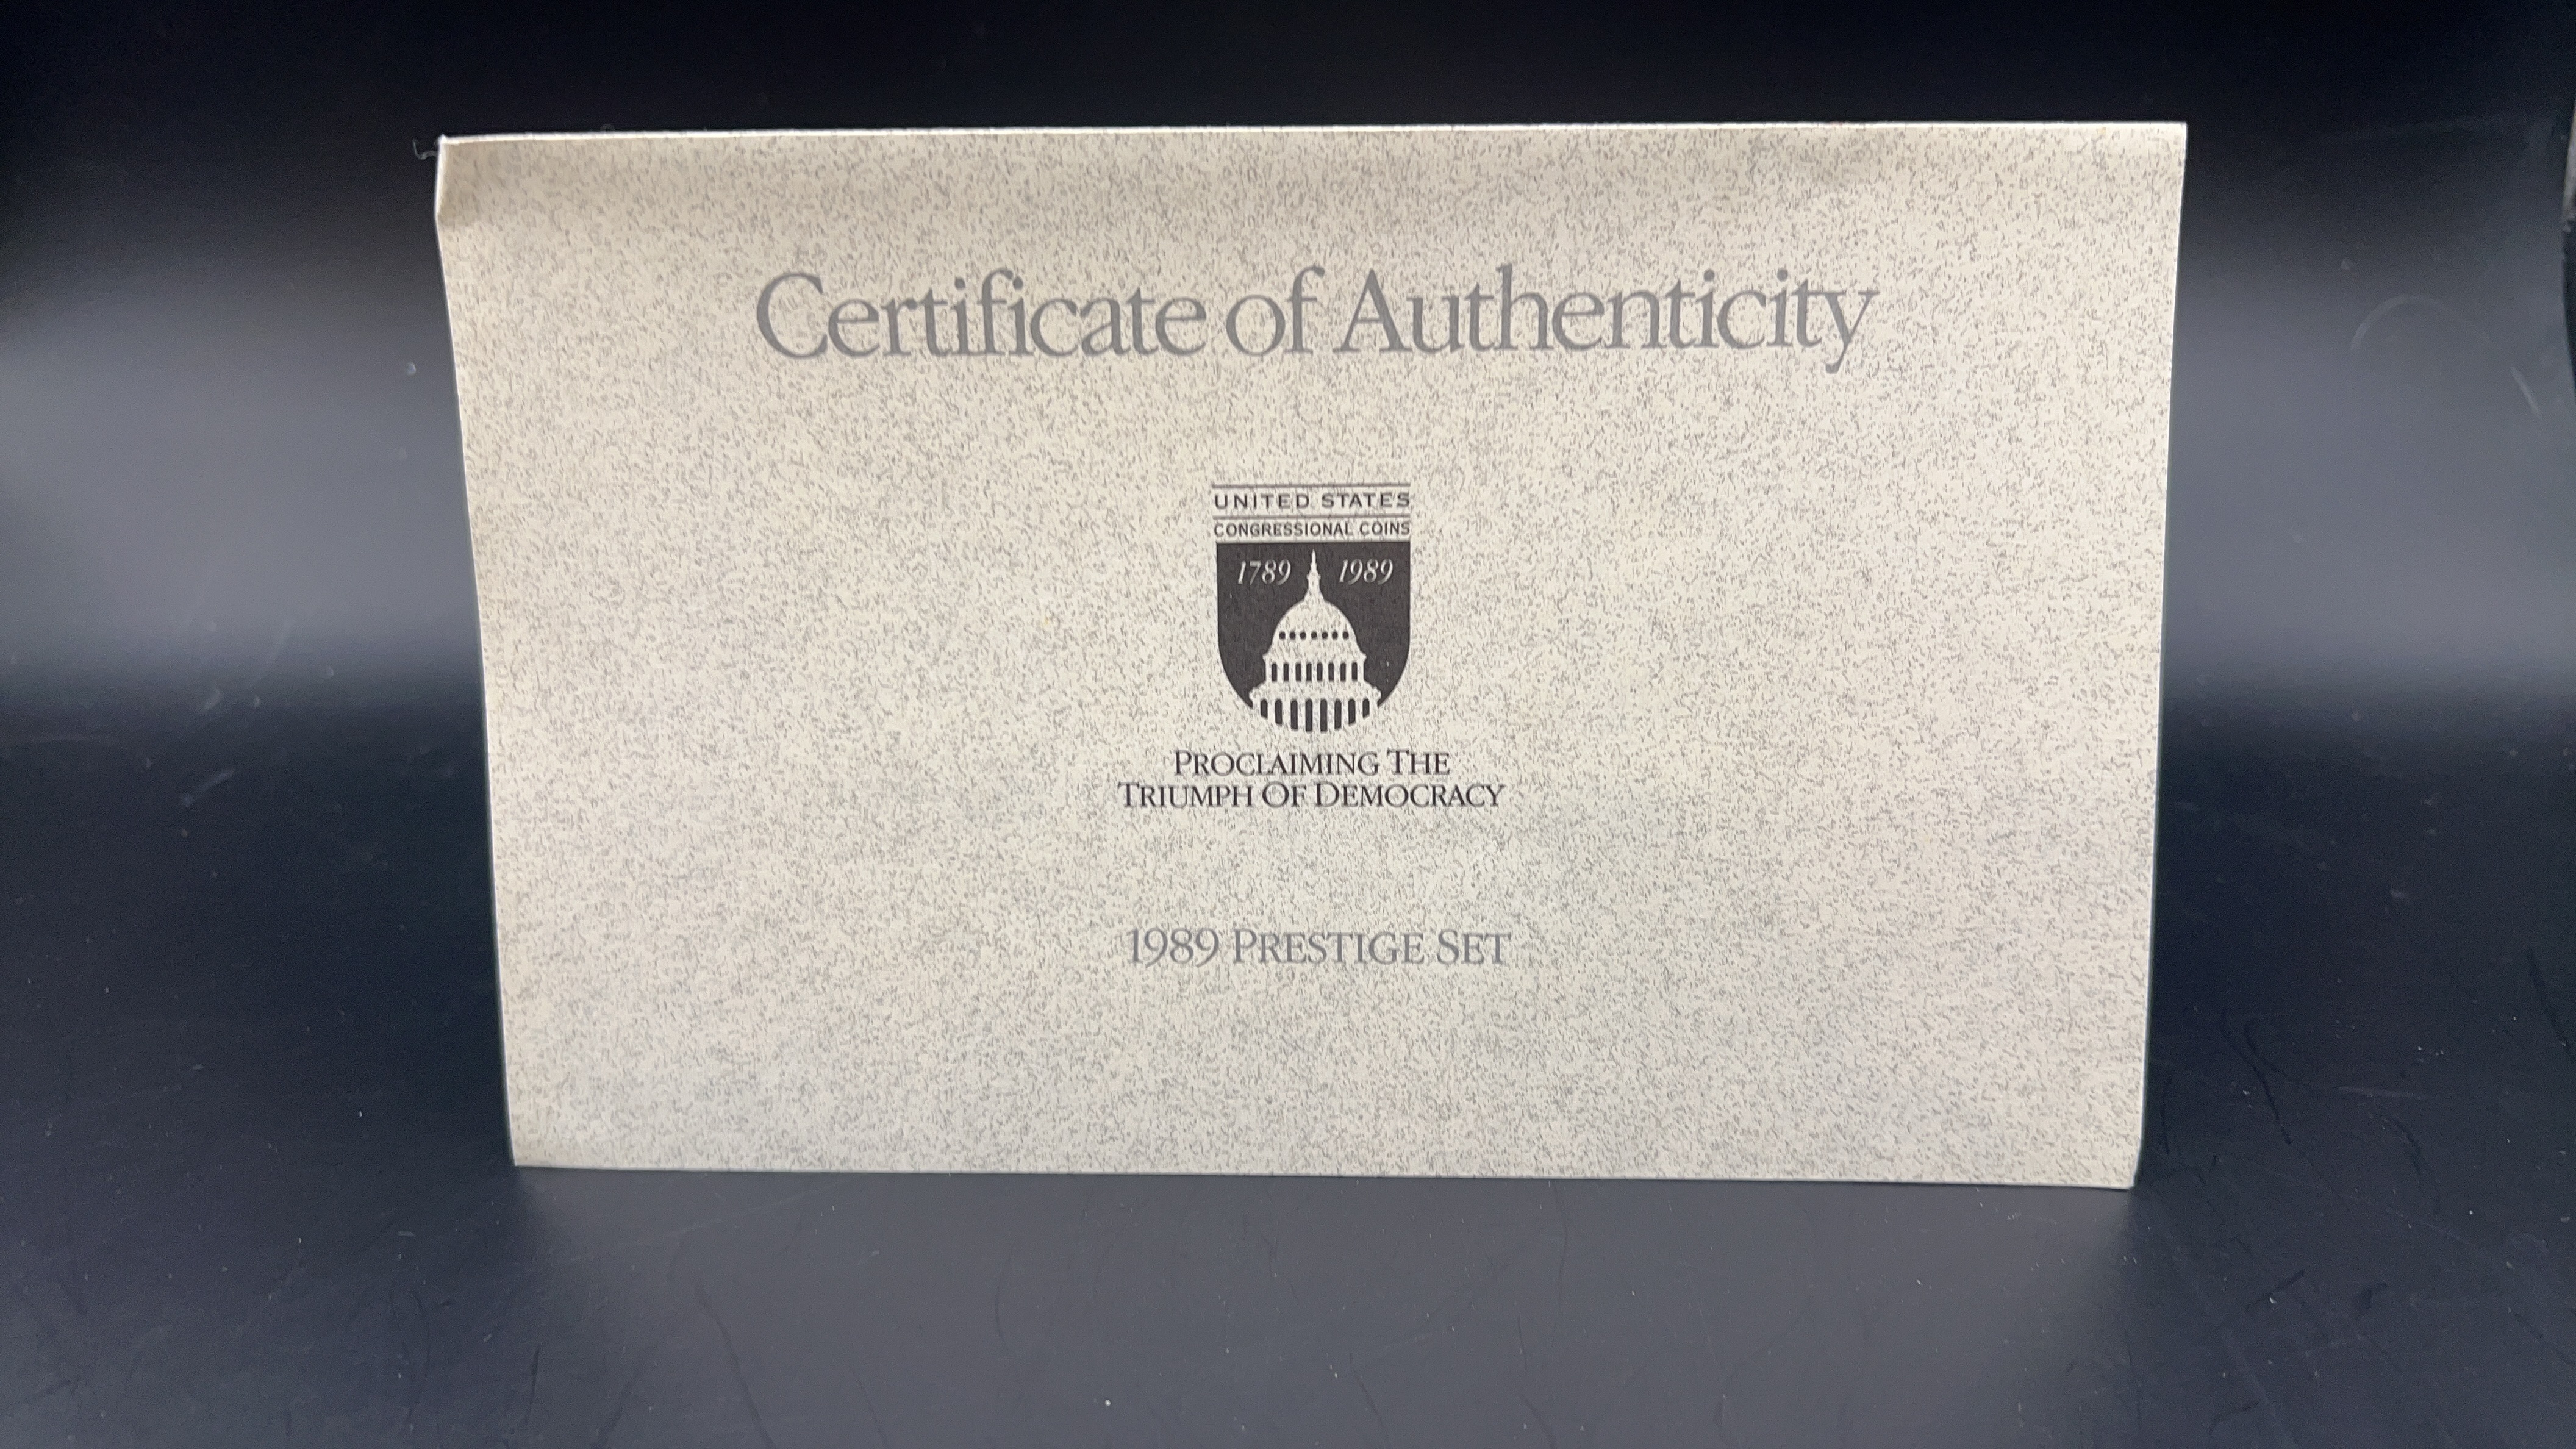 Certificate of Authenticity
UNITED STATES
CONGRESSIONAL COINS
1789 1989
PROCLAIMING THE
TRIUMPH OF DEMOCRACY
1989 PRESTIGE SET